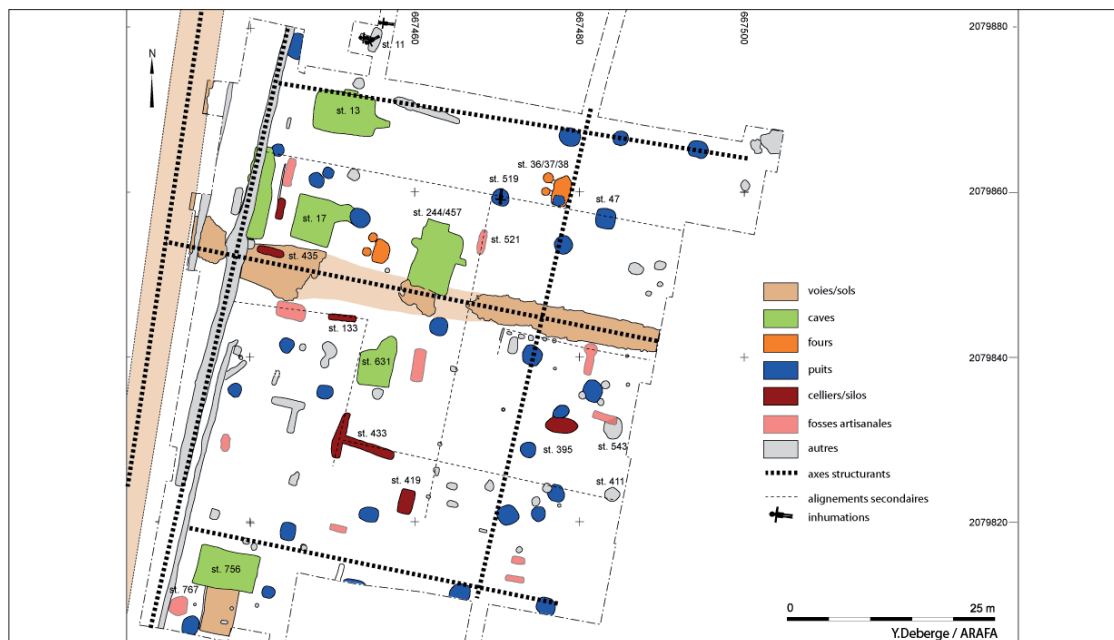 667460
667480
667500
2079880
N
st. 11
st. 13
st. 36/37/38
st. 519
2079860
st. 47
st. 17
st. 244/457
st. 521
st. 435
voies/sols
caves
st. 133
fours
2079840
st. 631
puits
celliers/silos
fosses artisanales
st. 433
st. 395
st. 543
autres
axes structurants
st. 419
st. 411
alignements secondaires
inhumations
2079820
st. 756
st. 767
0
25 m
Y.Deberge / ARAFA